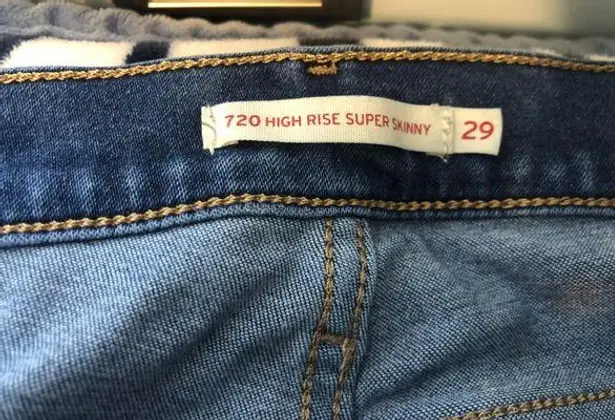 720 HIGH RISE SUPER SKINNY 29